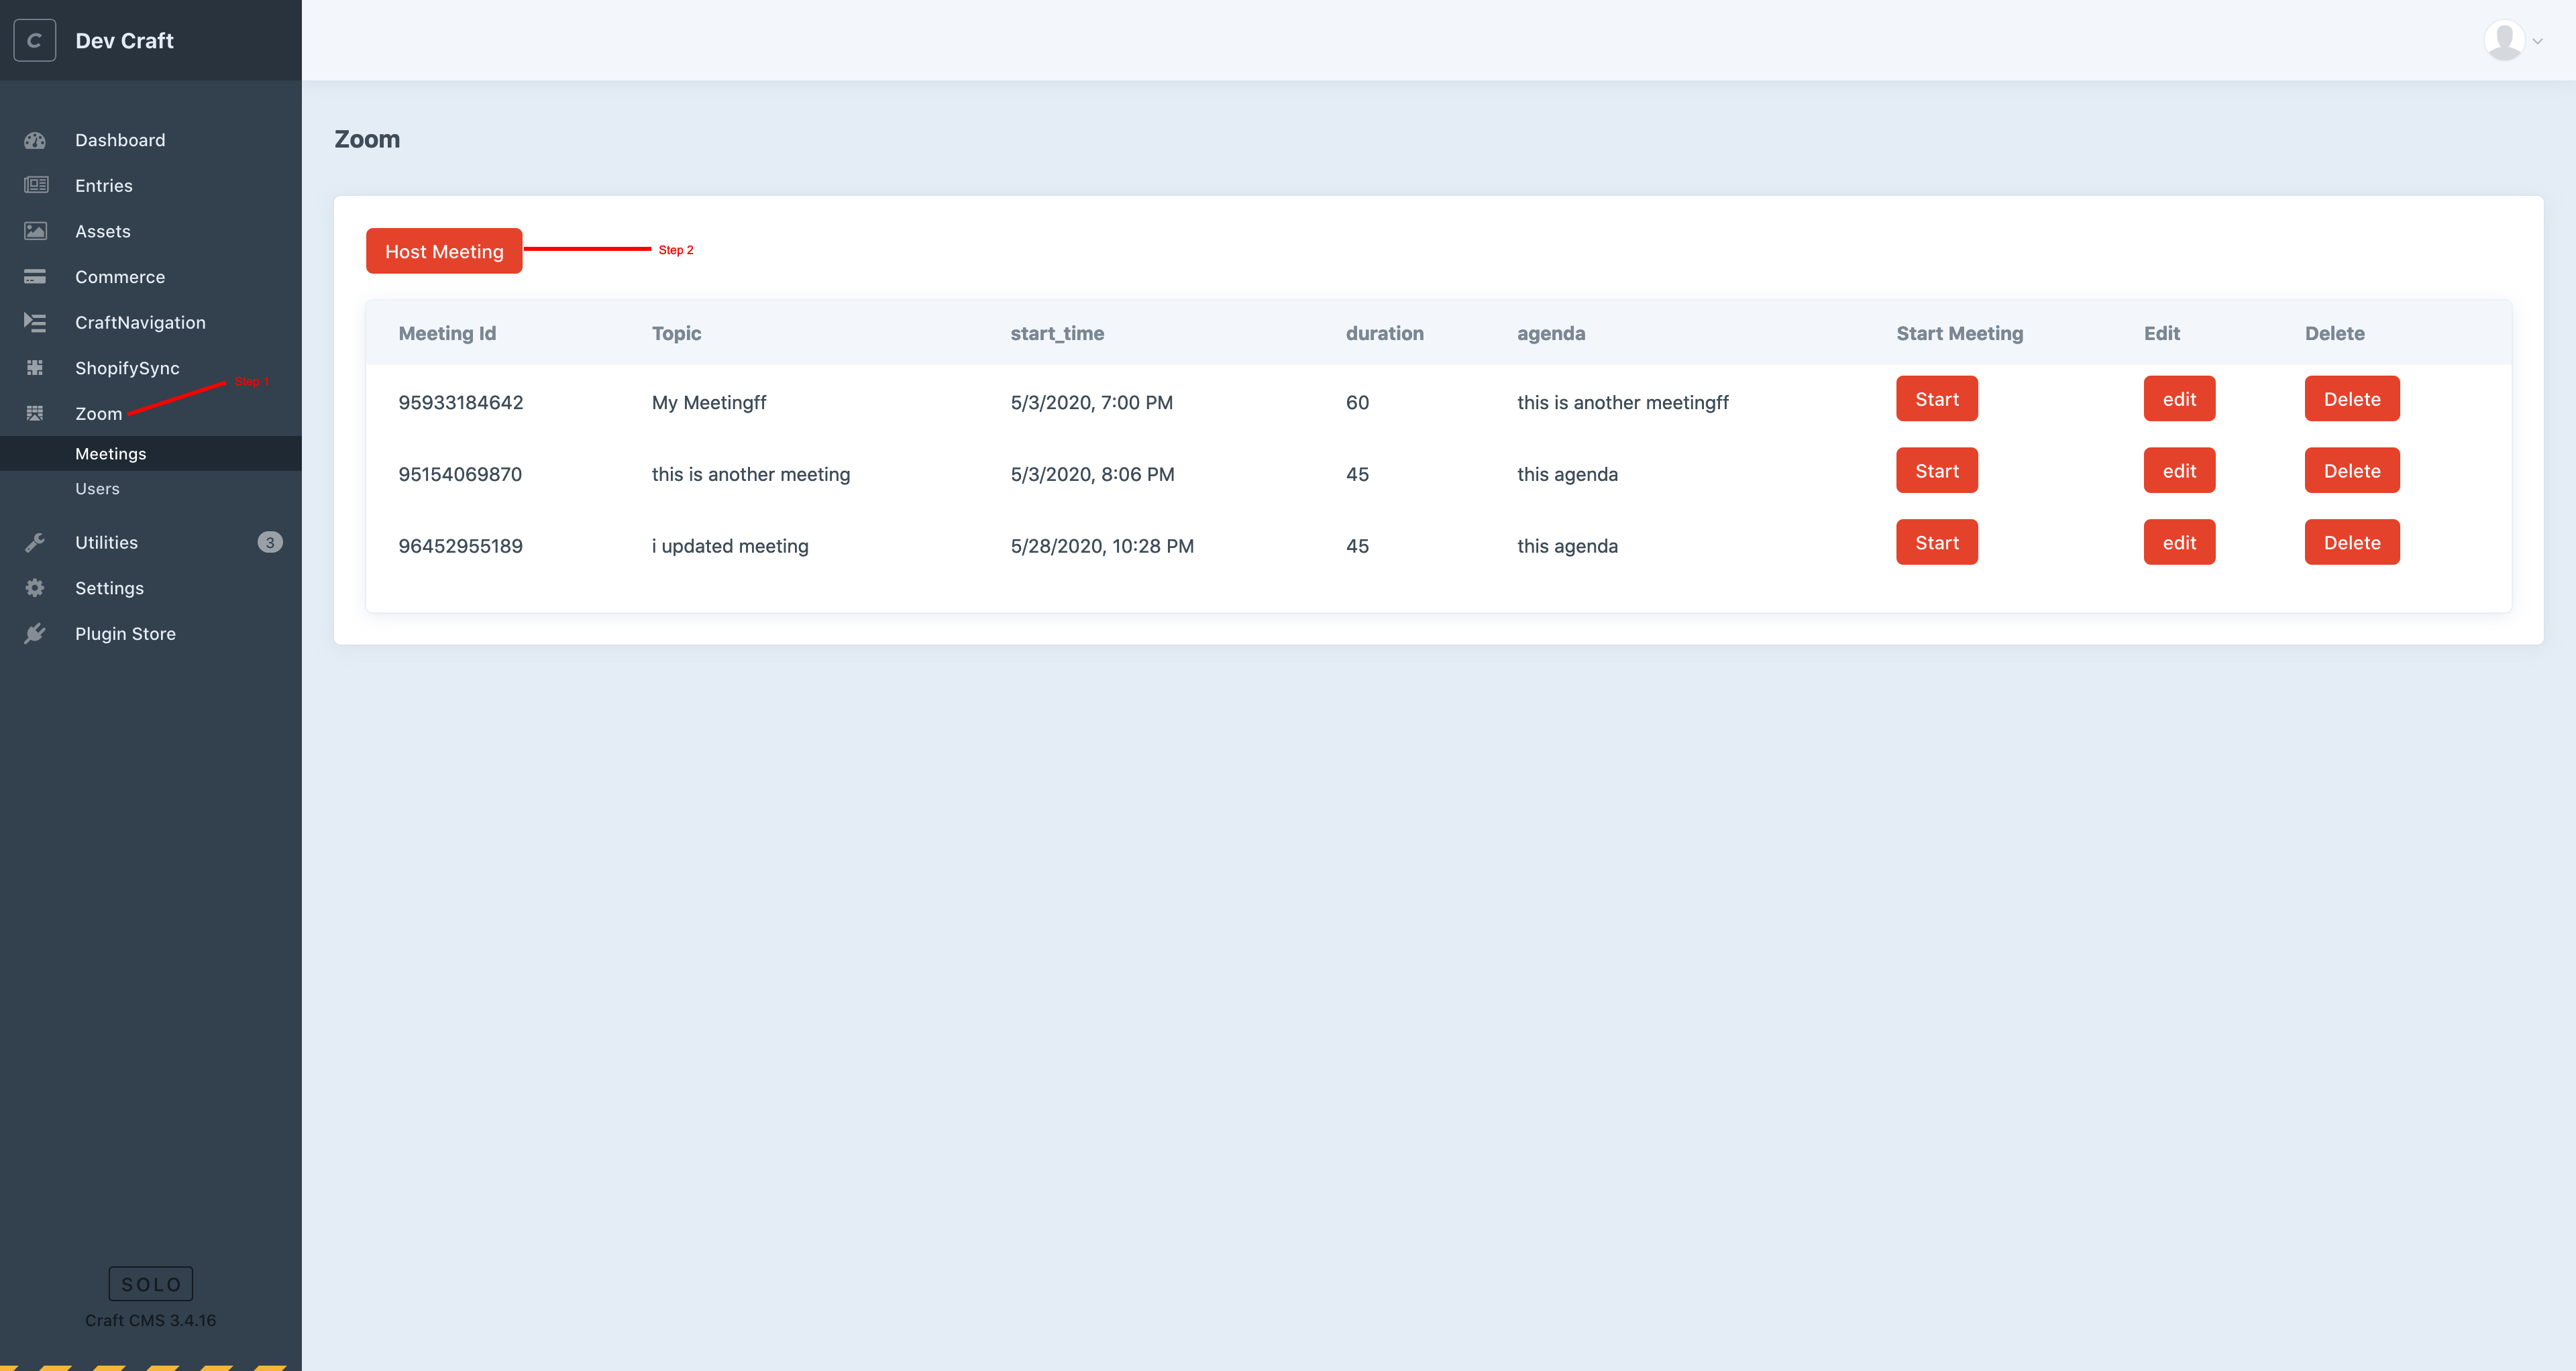 C
Dev Craft
Dashboard
Entries
Assets
Commerce
CraftNavigation
ShopifySync
Step 1
Zoom
Meetings
Users
Utilities 3
Settings
Plugin Store
SOLO
Craft CMS 3.4.16
Zoom
Host Meeting Step 2
Meeting Id Topic start_time duration agenda Start Meeting Edit Delete
95933184642 My Meetingff 5/3/2020, 7:00 PM 60 this is another meetingff Start edit Delete
95154069870 this is another meeting 5/3/2020, 8:06 PM 45 this agenda Start edit Delete
96452955189 i updated meeting 5/28/2020, 10:28 PM 45 this agenda Start edit Delete